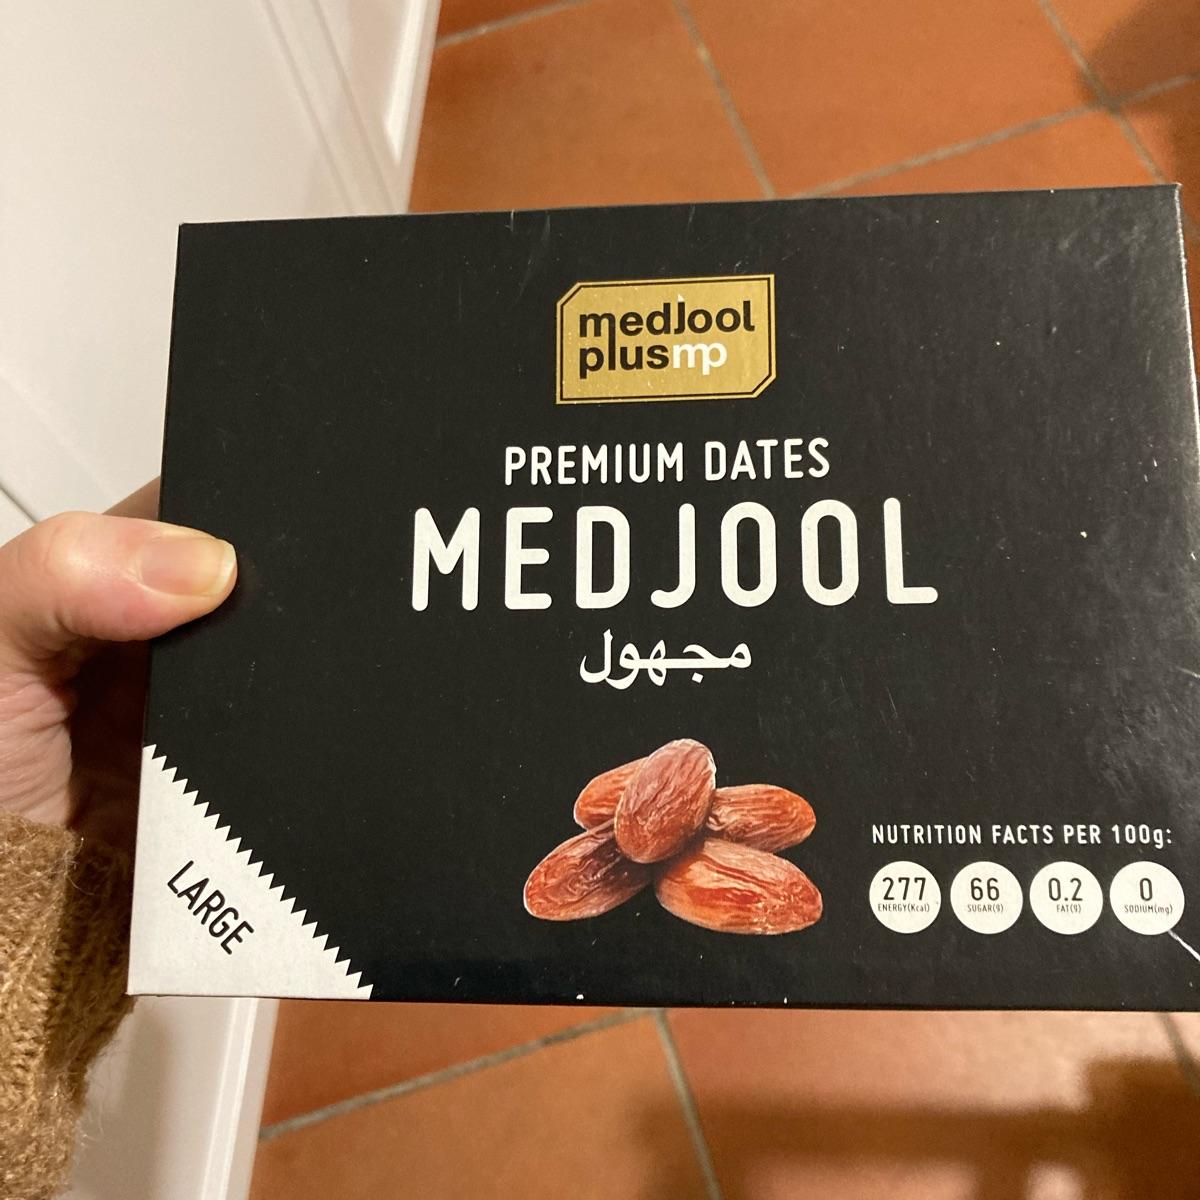 medjool
plusmp
PREMIUM DATES
MEDJOOL
مجهول
LARGE
NUTRITION FACTS PER 100g:
277 66 0.2 0
ENERGY(Kcal) SUGAR(g) FAT(g) SODIUM(mg)